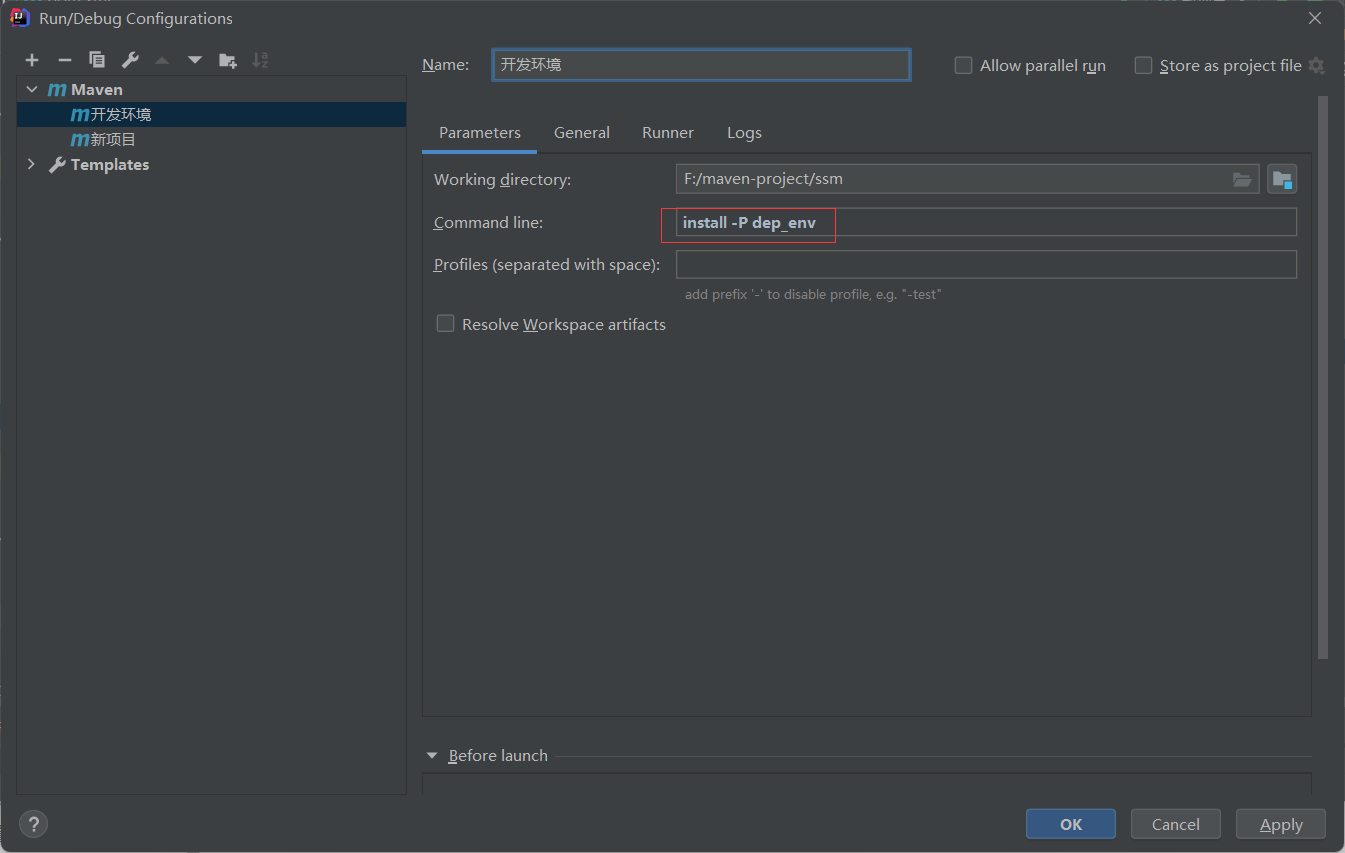 Run/Debug Configurations
Name: 开发环境 Allow parallel run Store as project file
Maven
开发环境
新项目
Templates
Parameters General Runner Logs
Working directory: F:/maven-project/ssm
Command line: install -P dep_env
Profiles (separated with space):
add prefix '-' to disable profile, e.g. "-test"
Resolve Workspace artifacts
Before launch
? OK Cancel Apply